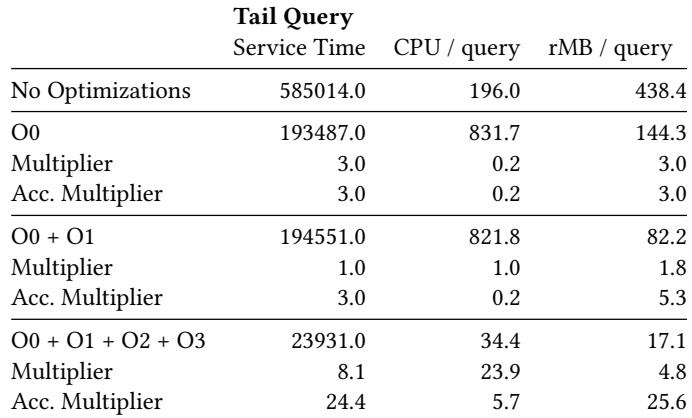 Tail Query
Service Time CPU / query rMB / query
No Optimizations 585014.0 196.0 438.4
O0 193487.0 831.7 144.3
Multiplier 3.0 0.2 3.0
Acc. Multiplier 3.0 0.2 3.0
O0 + O1 194551.0 821.8 82.2
Multiplier 1.0 1.0 1.8
Acc. Multiplier 3.0 0.2 5.3
O0 + O1 + O2 + O3 23931.0 34.4 17.1
Multiplier 8.1 23.9 4.8
Acc. Multiplier 24.4 5.7 25.6